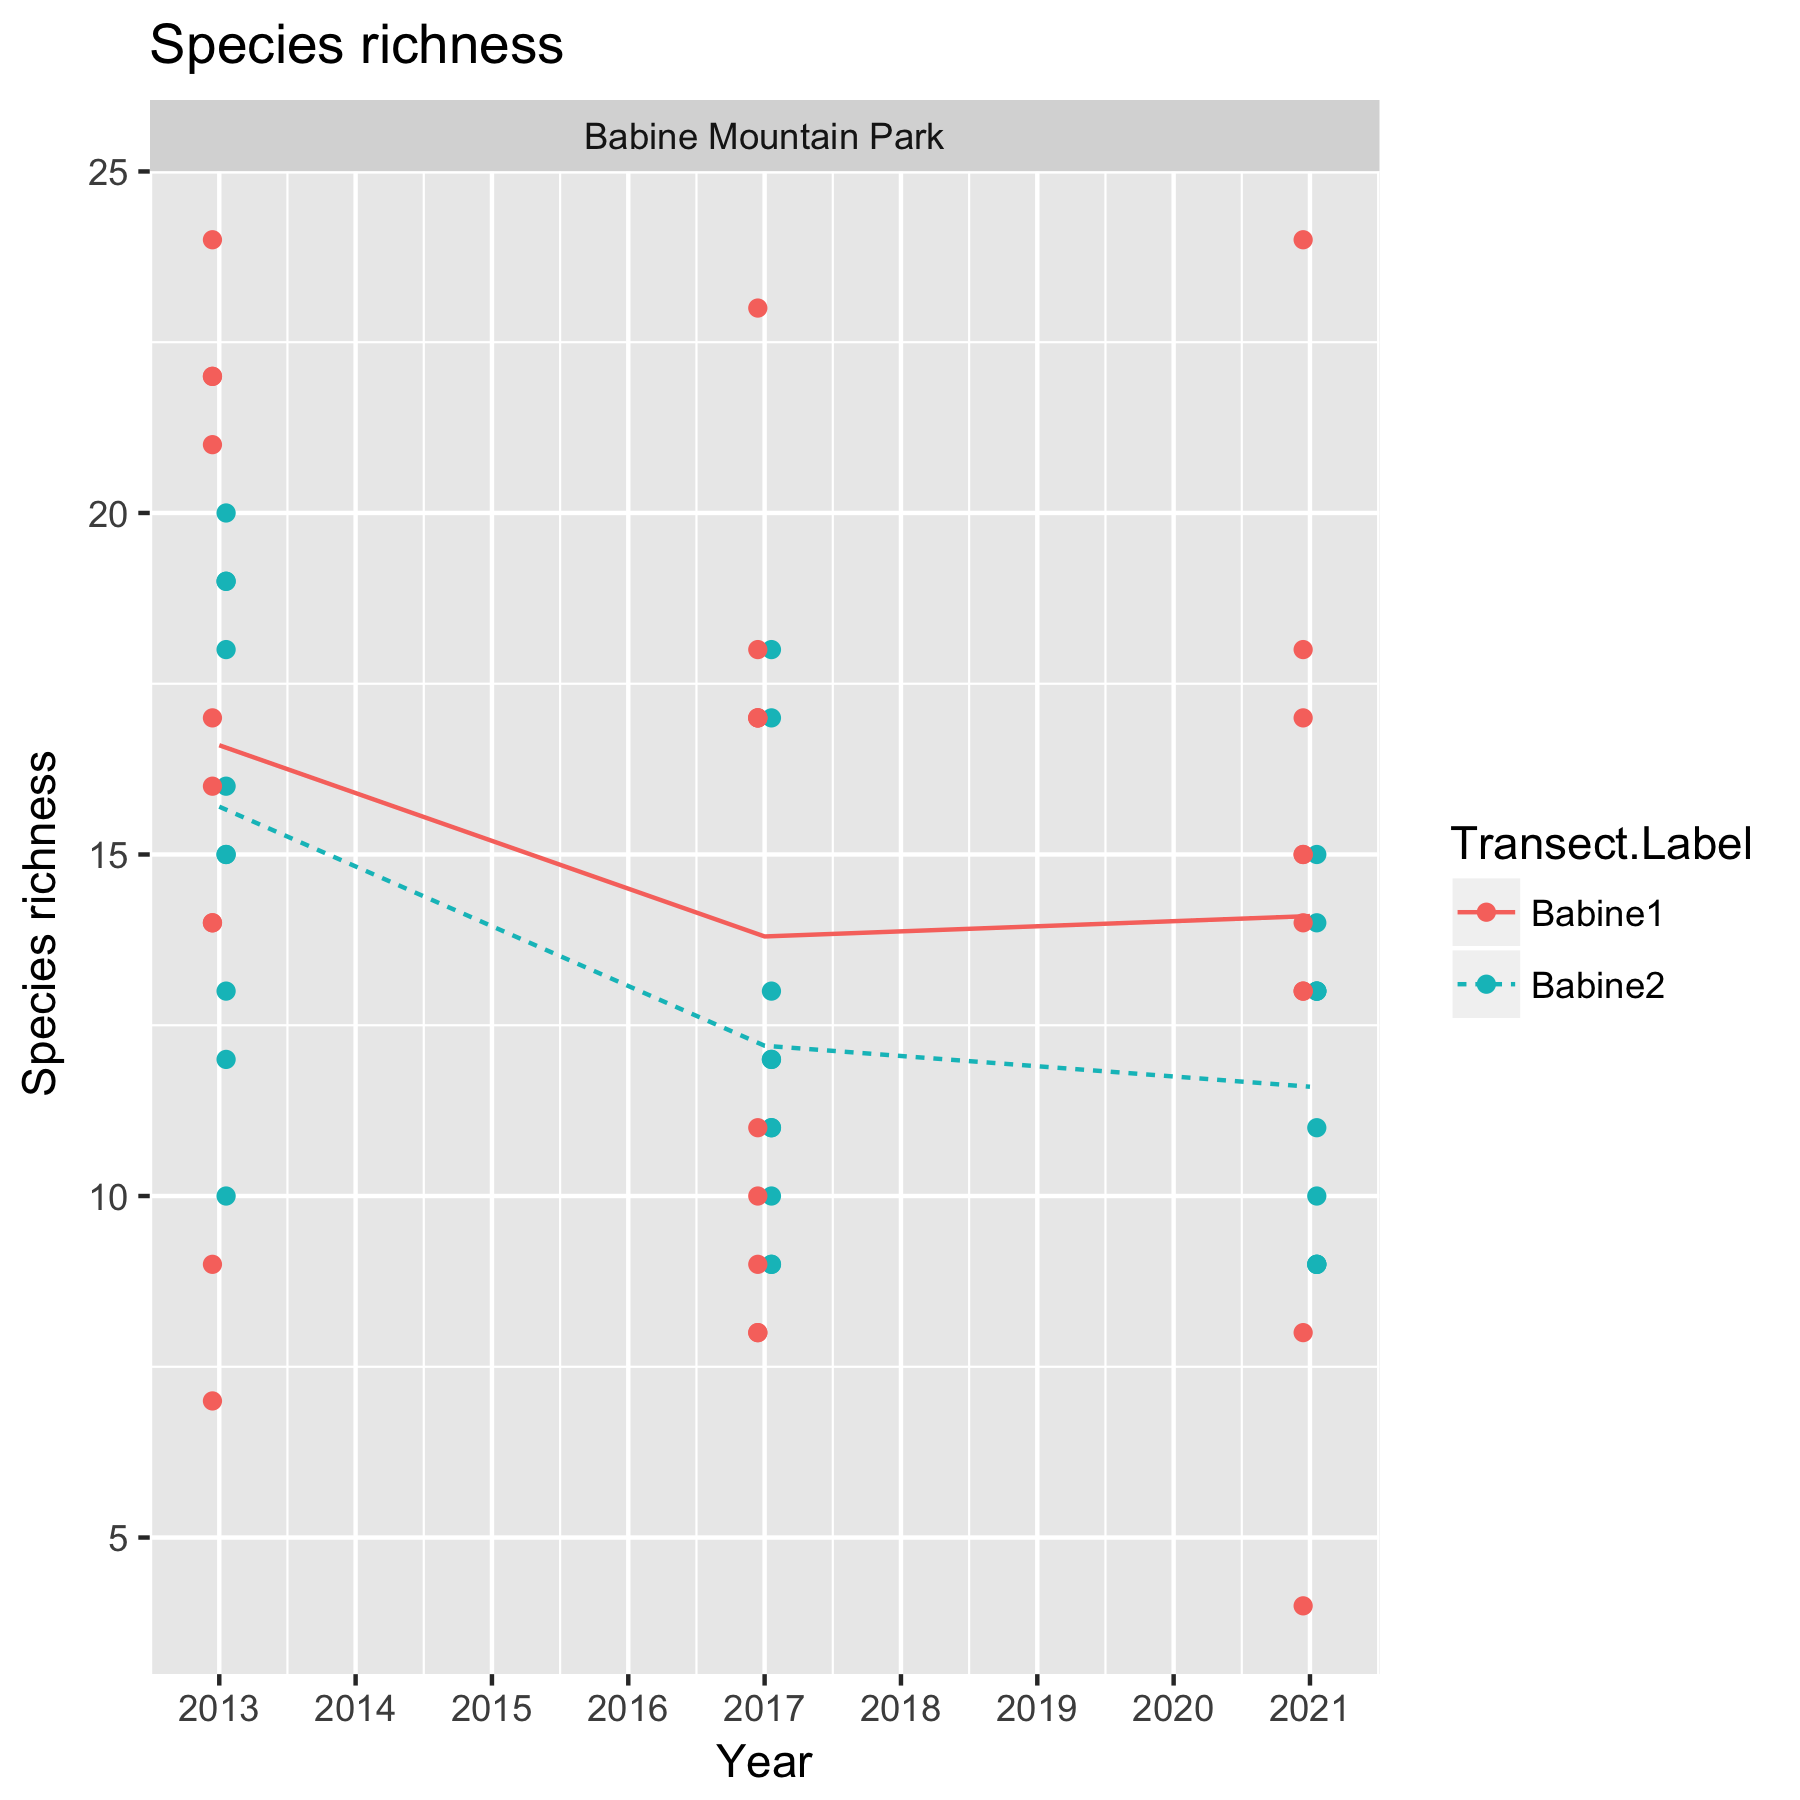 Species richness
Babine Mountain Park
25
20
15
10
5
Species richness
2013 2014 2015 2016 2017 2018 2019 2020 2021
Year
Transect.Label
Babine1
Babine2